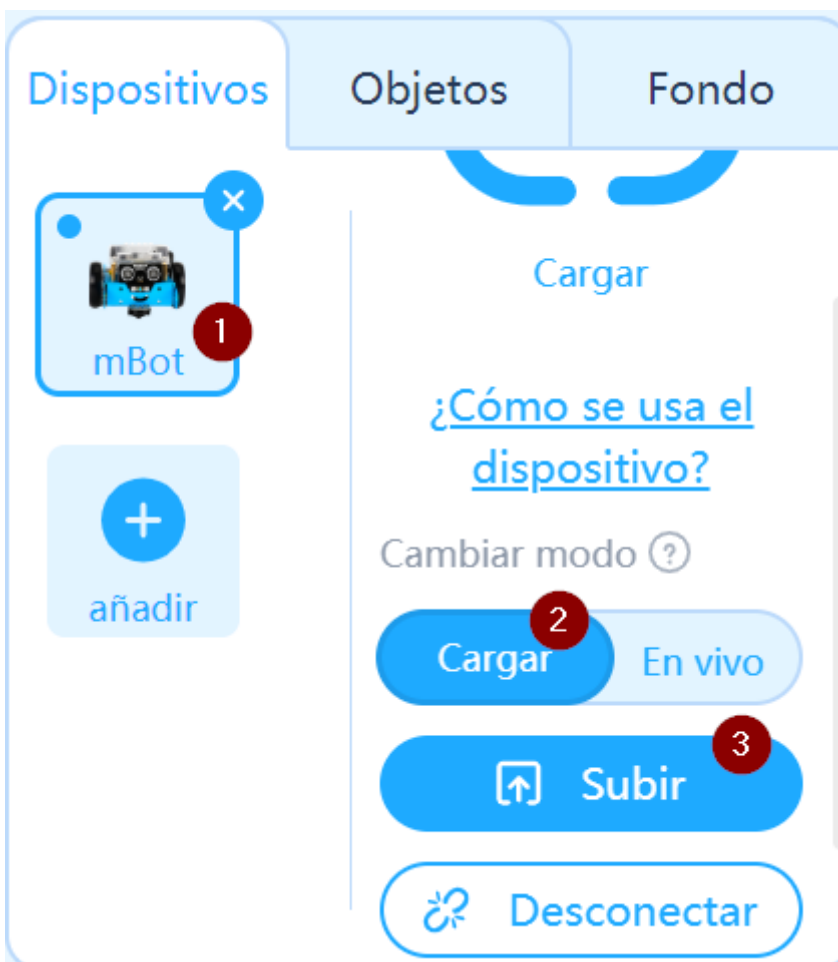 Dispositivos
Objetos
Fondo
1
mBot
añadir
Cargar
¿Cómo se usa el
dispositivo?
Cambiar modo ?
2
Cargar
En vivo
3
Subir
Desconectar